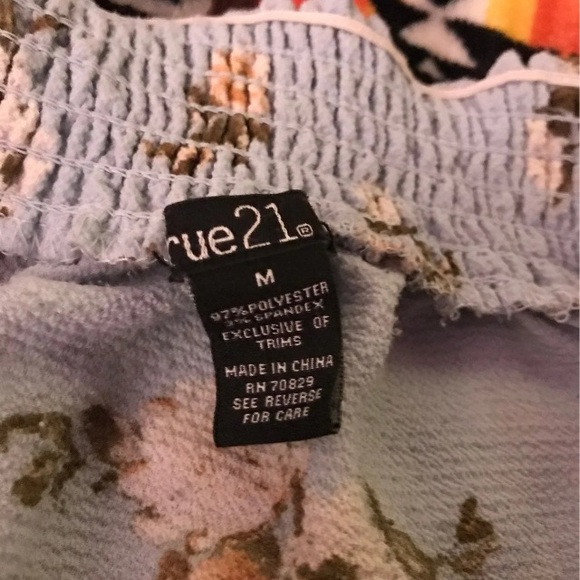 rue21®
M
97%POLYESTER
3% SPANDEX
EXCLUSIVE OF
TRIMS
MADE IN CHINA
RN 70829
SEE REVERSE
FOR CARE